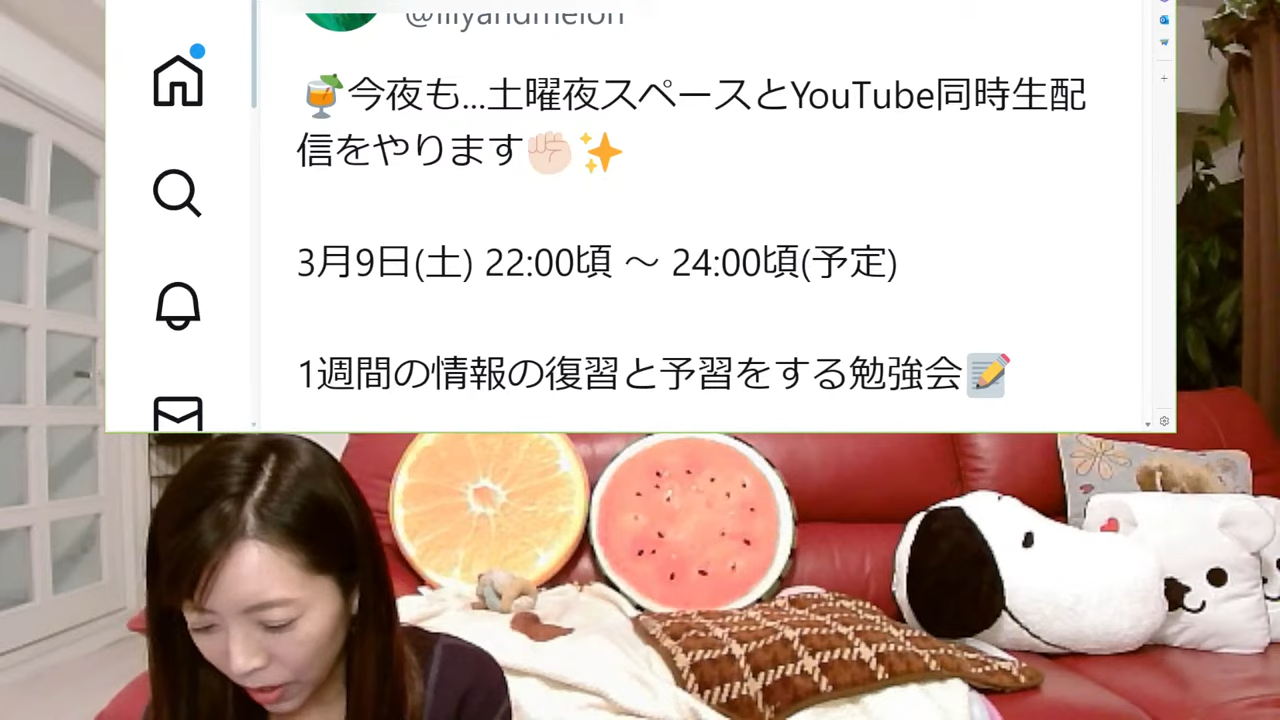 @lilyandmelon
🍹今夜も...土曜夜スペースとYouTube同時生配
信をやります✊🏻✨
3月9日(土) 22:00頃 ～ 24:00頃(予定)
1週間の情報の復習と予習をする勉強会📝